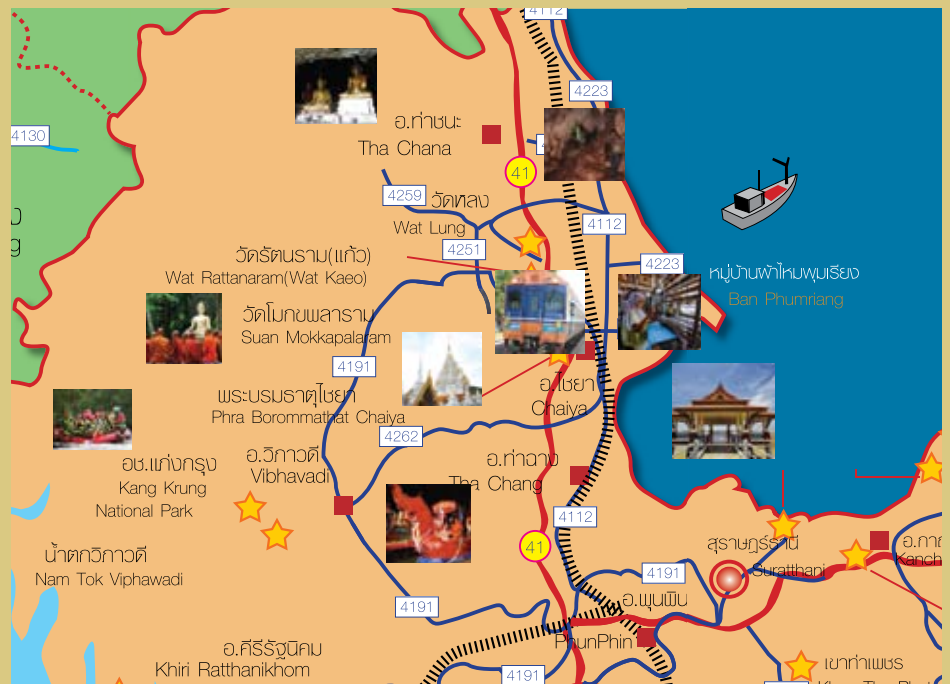 4112
4223
4130
อ.ท่าชนะ
Tha Chana
41
4259
วัดหลง
Wat Lung
4112
4251
4223
วัดรัตนราม(แก้ว)
Wat Rattanaram(Wat Kaeo)
หมู่บ้านผ้าไหมพุมเรียง
Ban Phumriang
วัดโมกขพลาราม
Suan Mokkapalaram
4191
พระบรมธาตุไชยา
Phra Borommathat Chaiya
อ.ไชยา
Chaiya
4262
อ.วิภาวดี
Vibhavadi
อช.แก่งกรุง
Kang Krung
National Park
อ.ท่าฉาง
Tha Chang
4112
41
น้ำตกวิภาวดี
Nam Tok Viphawadi
สุราษฎร์ธานี
Suratthani
4191
4191
อ.พุนพิน
PhunPhin
อ.คีรีรัฐนิคม
Khiri Ratthanikhom
4191
เขาท่าเพชร